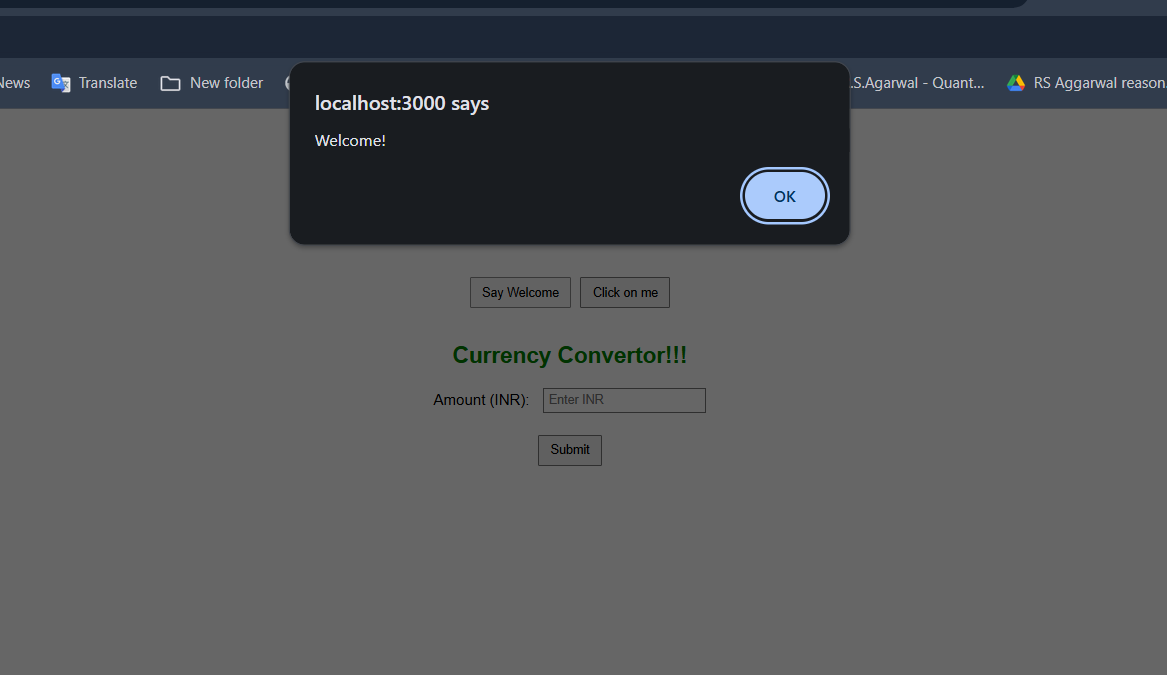 News Translate New folder .S.Agarwal - Quant... RS Aggarwal reason
localhost:3000 says
Welcome!
OK
Say Welcome Click on me
Currency Convertor!!!
Amount (INR): Enter INR
Submit